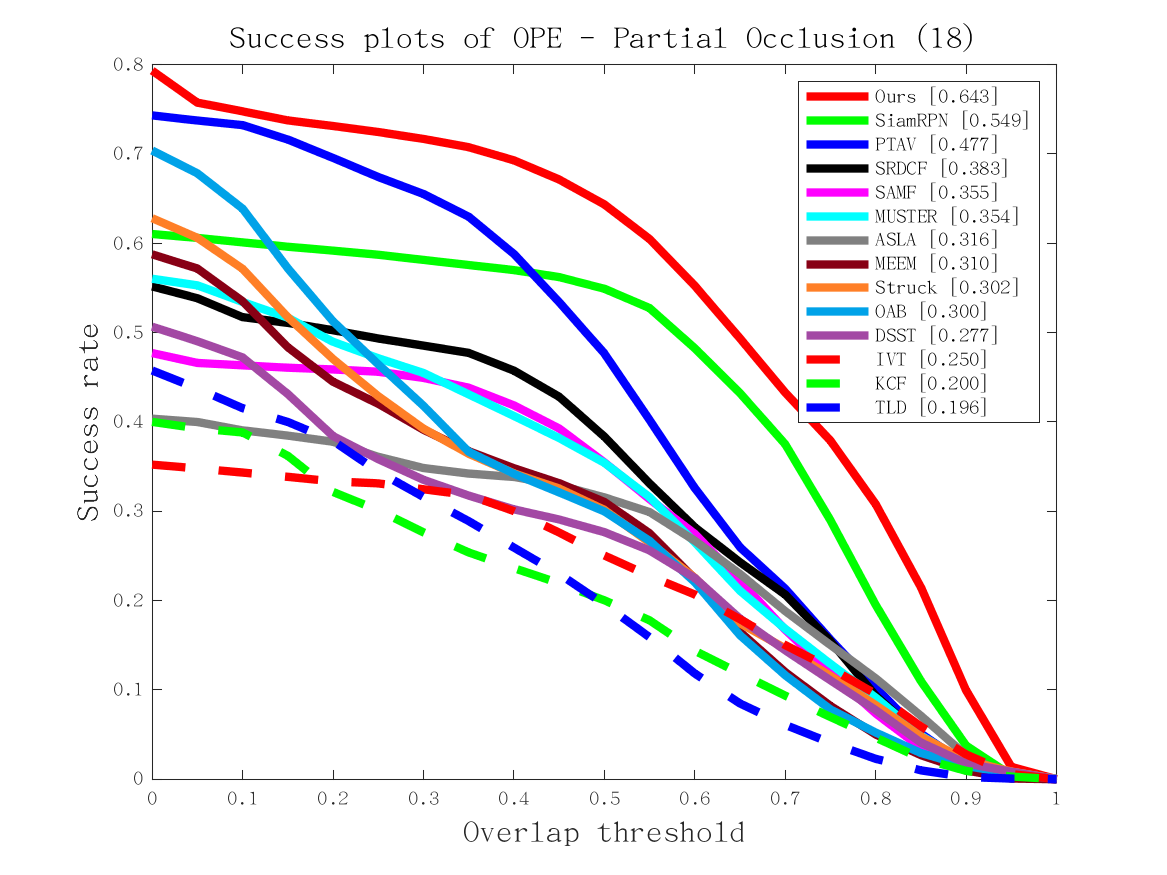 Success plots of OPE - Partial Occlusion (18)
0.8
0.7
0.6
0.5
0.4
0.3
0.2
0.1
0
Success rate
Ours [0.643]
SiamRPN [0.549]
PTAV [0.477]
SRDCF [0.383]
SAMF [0.355]
MUSTER [0.354]
ASLA [0.316]
MEEM [0.310]
Struck [0.302]
OAB [0.300]
DSST [0.277]
IVT [0.250]
KCF [0.200]
TLD [0.196]
0 0.1 0.2 0.3 0.4 0.5 0.6 0.7 0.8 0.9 1
Overlap threshold